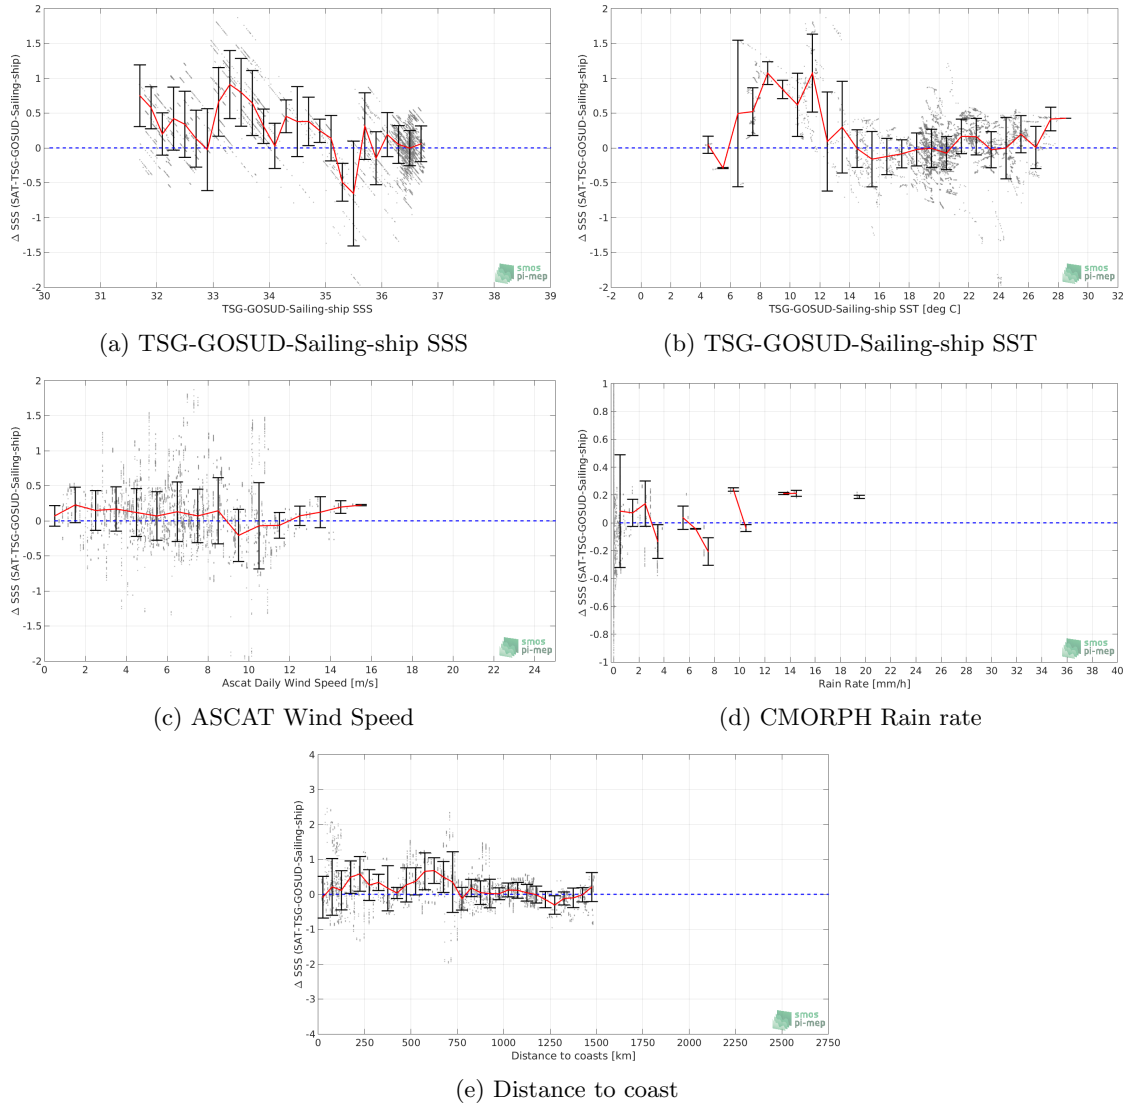 2
1.5
1
0.5
0
-0.5
-1
-1.5
-2
Δ SSS (SAT-TSG-GOSUD-Sailing-ship)
30 31 32 33 34 35 36 37 38 39
TSG-GOSUD-Sailing-ship SSS
smos
pi-mep
(a) TSG-GOSUD-Sailing-ship SSS
2
1.5
1
0.5
0
-0.5
-1
-1.5
-2
Δ SSS (SAT-TSG-GOSUD-Sailing-ship)
-2 0 2 4 6 8 10 12 14 16 18 20 22 24 26 28 30 32
TSG-GOSUD-Sailing-ship SST [deg C]
smos
pi-mep
(b) TSG-GOSUD-Sailing-ship SST
2
1.5
1
0.5
0
-0.5
-1
-1.5
-2
Δ SSS (SAT-TSG-GOSUD-Sailing-ship)
0 2 4 6 8 10 12 14 16 18 20 22 24
Ascat Daily Wind Speed [m/s]
smos
pi-mep
(c) ASCAT Wind Speed
1
0.8
0.6
0.4
0.2
0
-0.2
-0.4
-0.6
-0.8
-1
Δ SSS (SAT-TSG-GOSUD-Sailing-ship)
0 2 4 6 8 10 12 14 16 18 20 22 24 26 28 30 32 34 36 38 40
Rain Rate [mm/h]
smos
pi-mep
(d) CMORPH Rain rate
4
3
2
1
0
-1
-2
-3
-4
Δ SSS (SAT-TSG-GOSUD-Sailing-ship)
0 250 500 750 1000 1250 1500 1750 2000 2250 2500 2750
Distance to coasts [km]
smos
pi-mep
(e) Distance to coast